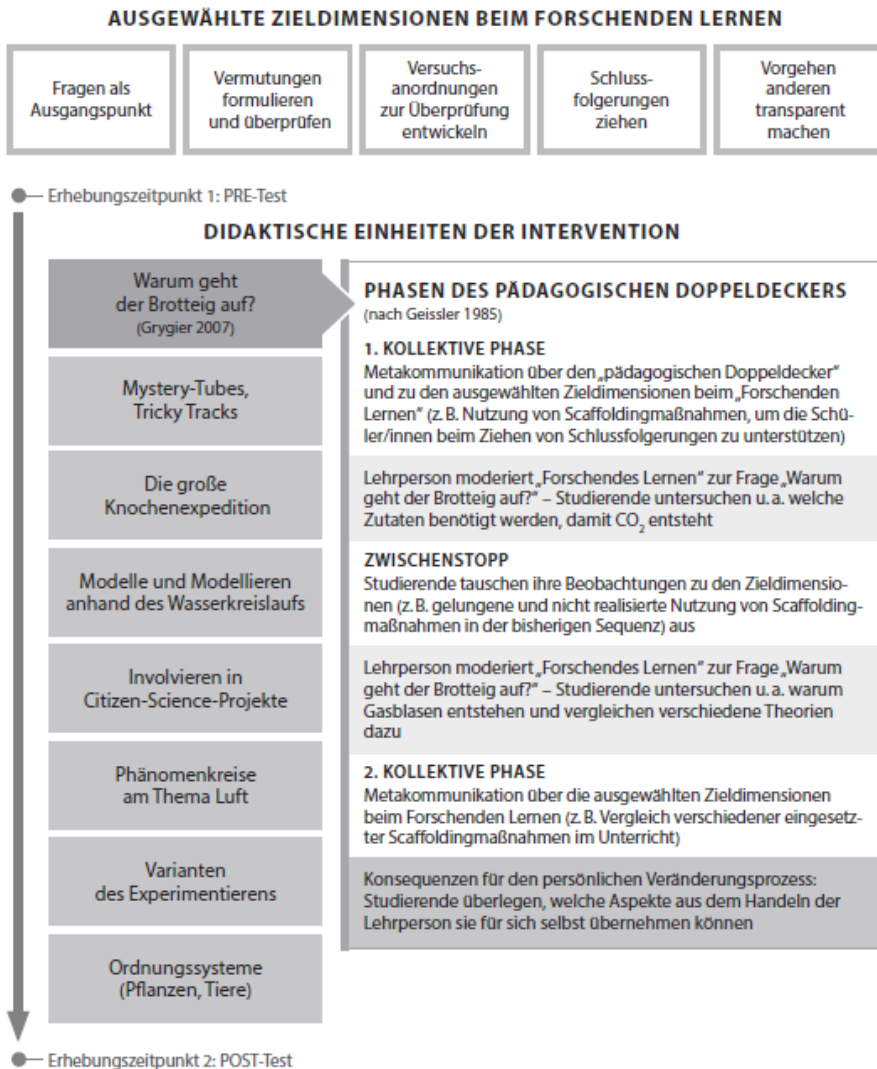 AUSGEWÄHLTE ZIELDIMENSIONEN BEIM FORSCHENDEN LERNEN
Fragen als
Ausgangspunkt
Vermutungen
formulieren
und überprüfen
Versuchs-
anordnungen
zur Überprüfung
entwickeln
Schluss-
folgerungen
ziehen
Vorgehen
anderen
transparent
machen
Erhebungszeitpunkt 1: PRE-Test
DIDAKTISCHE EINHEITEN DER INTERVENTION
Warum geht
der Brotteig auf?
(Grygier 2007)
Mystery-Tubes,
Tricky Tracks
Die große
Knochenexpedition
Modelle und Modellieren
anhand des Wasserkreislaufs
Involvieren in
Citizen-Science-Projekte
Phänomenkreise
am Thema Luft
Varianten
des Experimentierens
Ordnungssysteme
(Pflanzen, Tiere)
PHASEN DES PÄDAGOGISCHEN DOPPELDECKERS
(nach Geissler 1985)
1. KOLLEKTIVE PHASE
Metakommunikation über den „pädagogischen Doppeldecker“
und zu den ausgewählten Zieldimensionen beim „Forschenden
Lernen“ (z. B. Nutzung von Scaffoldingmaßnahmen, um die Schü-
ler/innen beim Ziehen von Schlussfolgerungen zu unterstützen)
Lehrperson moderiert „Forschendes Lernen“ zur Frage „Warum
geht der Brotteig auf?“ – Studierende untersuchen u. a. welche
Zutaten benötigt werden, damit CO₂ entsteht
ZWISCHENSTOPP
Studierende tauschen ihre Beobachtungen zu den Zieldimensio-
nen (z. B. gelungene und nicht realisierte Nutzung von Scaffolding-
maßnahmen in der bisherigen Sequenz) aus
Lehrperson moderiert „Forschendes Lernen“ zur Frage „Warum
geht der Brotteig auf?“ – Studierende untersuchen u. a. warum
Gasblasen entstehen und vergleichen verschiedene Theorien
dazu
2. KOLLEKTIVE PHASE
Metakommunikation über die ausgewählten Zieldimensionen
beim Forschenden Lernen (z. B. Vergleich verschiedener eingesetz-
ter Scaffoldingmaßnahmen im Unterricht)
Konsequenzen für den persönlichen Veränderungsprozess:
Studierende überlegen, welche Aspekte aus dem Handeln der
Lehrperson sie für sich selbst übernehmen können
Erhebungszeitpunkt 2: POST-Test